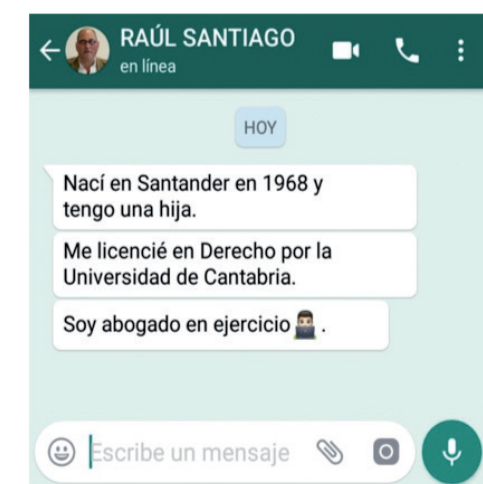 RAÚL SANTIAGO
en línea
HOY
Nací en Santander en 1968 y
tengo una hija.
Me licencié en Derecho por la
Universidad de Cantabria.
Soy abogado en ejercicio👨🏻‍💻.
Escribe un mensaje